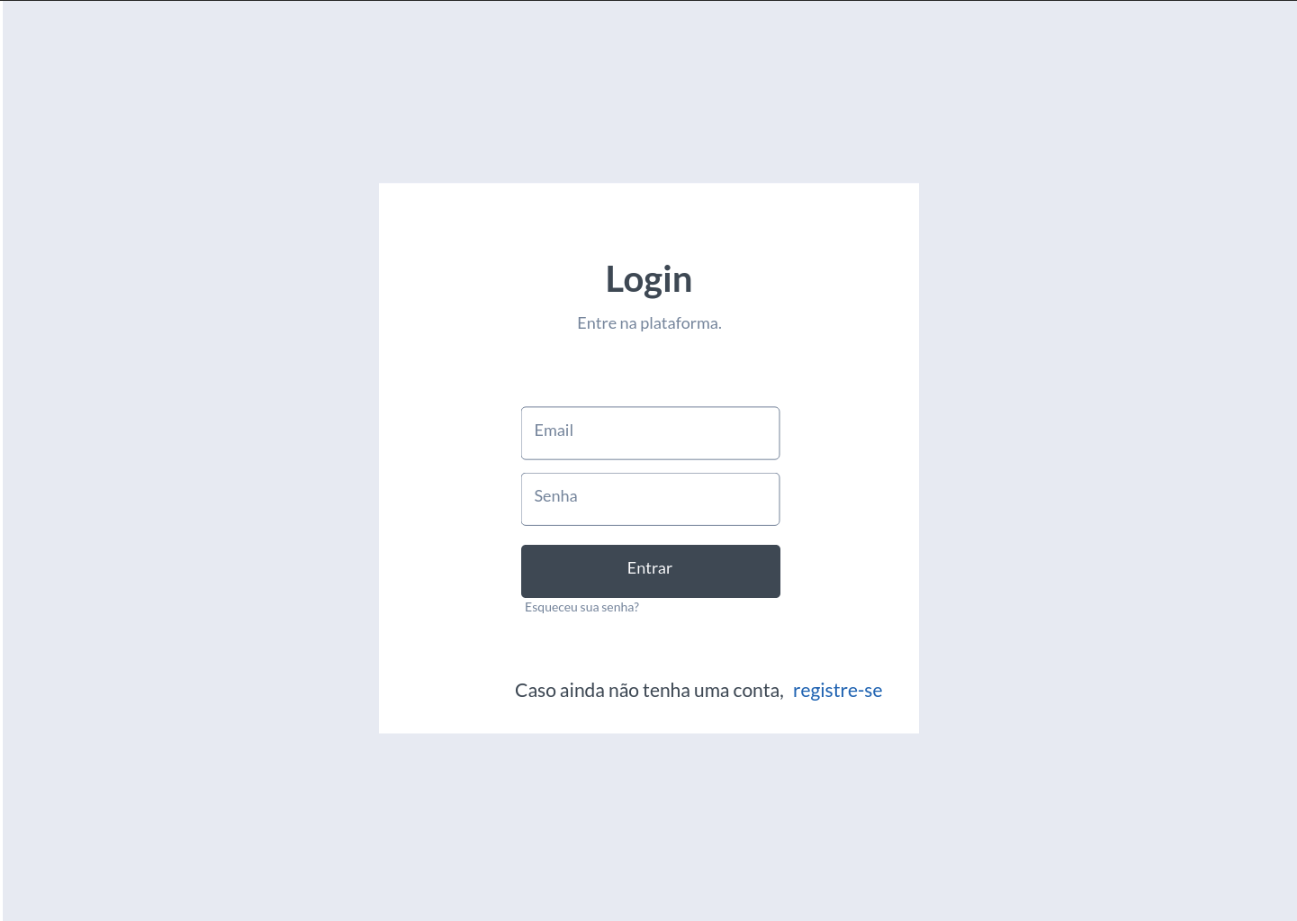 Login
Entre na plataforma.
Email
Senha
Entrar
Esqueceu sua senha?
Caso ainda não tenha uma conta, registre-se